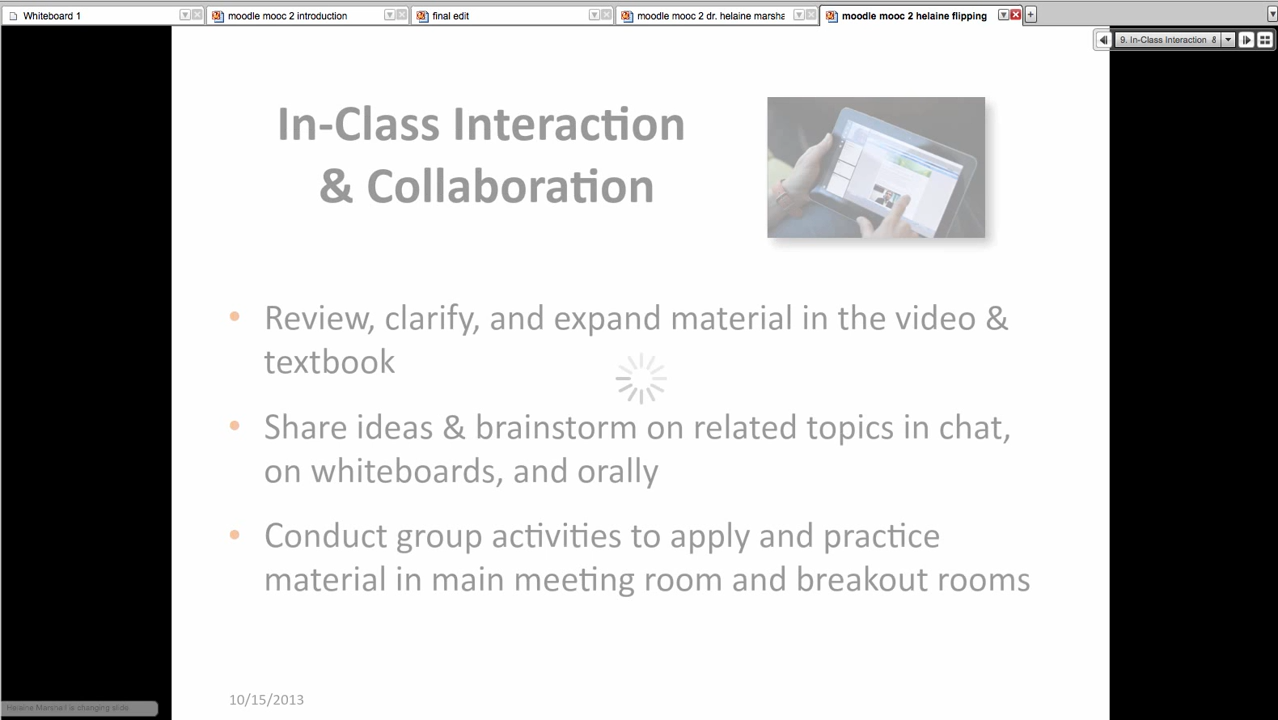 Whiteboard 1
moodle mooc 2 introduction
final edit
moodle mooc 2 dr. helaine marsha
moodle mooc 2 helaine flipping
9. In-Class Interaction &
In-Class Interaction
& Collaboration
• Review, clarify, and expand material in the video &
textbook
• Share ideas & brainstorm on related topics in chat,
on whiteboards, and orally
• Conduct group activities to apply and practice
material in main meeting room and breakout rooms
10/15/2013
Helaine Marshall is changing slide